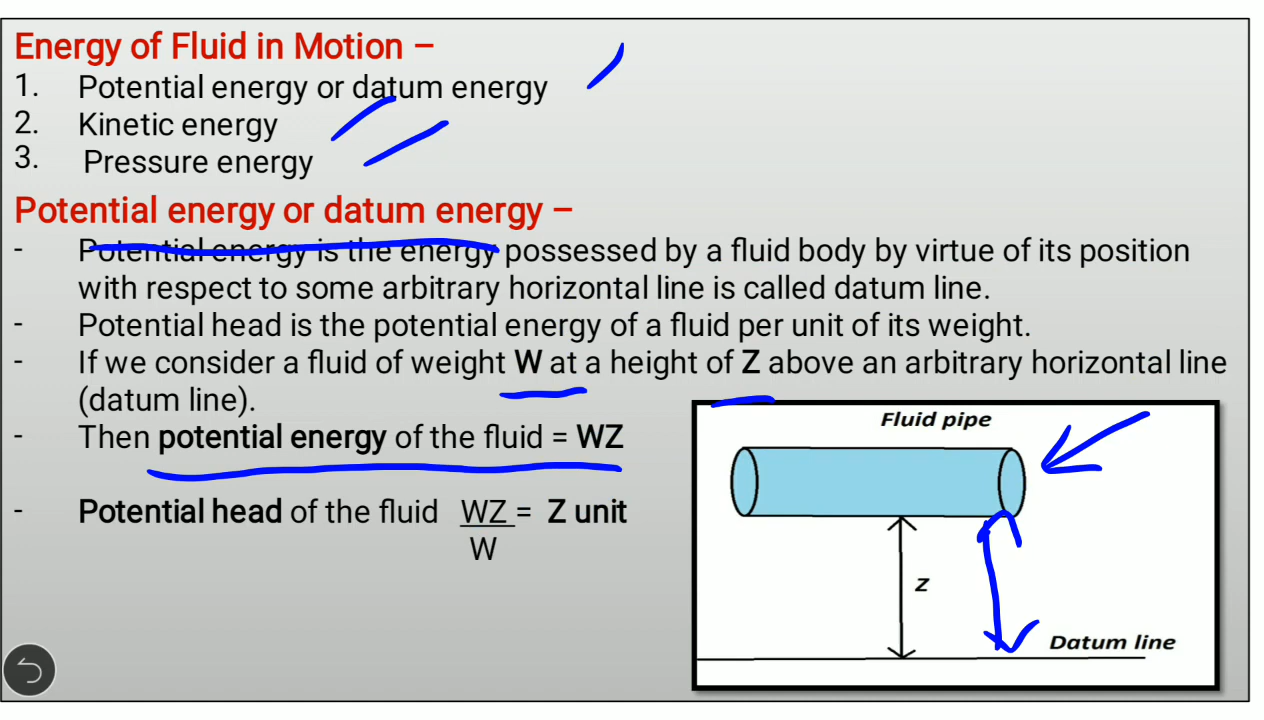 Energy of Fluid in Motion –
1. Potential energy or datum energy
2. Kinetic energy
3. Pressure energy
Potential energy or datum energy –
- Potential energy is the energy possessed by a fluid body by virtue of its position
with respect to some arbitrary horizontal line is called datum line.
- Potential head is the potential energy of a fluid per unit of its weight.
- If we consider a fluid of weight W at a height of Z above an arbitrary horizontal line
(datum line).
- Then potential energy of the fluid = WZ
- Potential head of the fluid WZ = Z unit
W
Fluid pipe
Z
Datum line